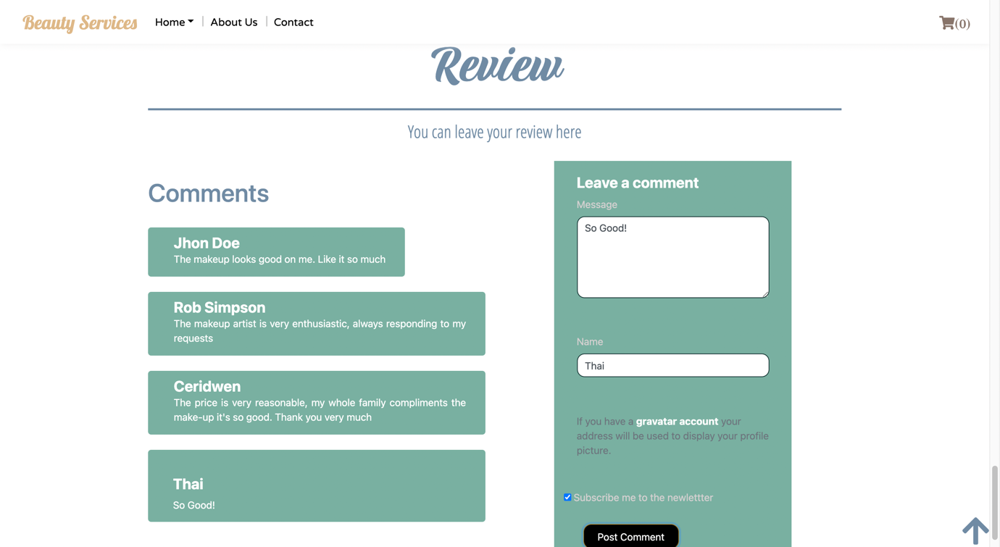 Beauty Services
Home
About Us
Contact
(0)
Review
You can leave your review here
Comments
Jhon Doe
The makeup looks good on me. Like it so much
Rob Simpson
The makeup artist is very enthusiastic, always responding to my
requests
Ceridwen
The price is very reasonable, my whole family compliments the
make-up it's so good. Thank you very much
Thai
So Good!
Leave a comment
Message
So Good!
Name
Thai
If you have a gravatar account your
address will be used to display your profile
picture.
Subscribe me to the newlettter
Post Comment